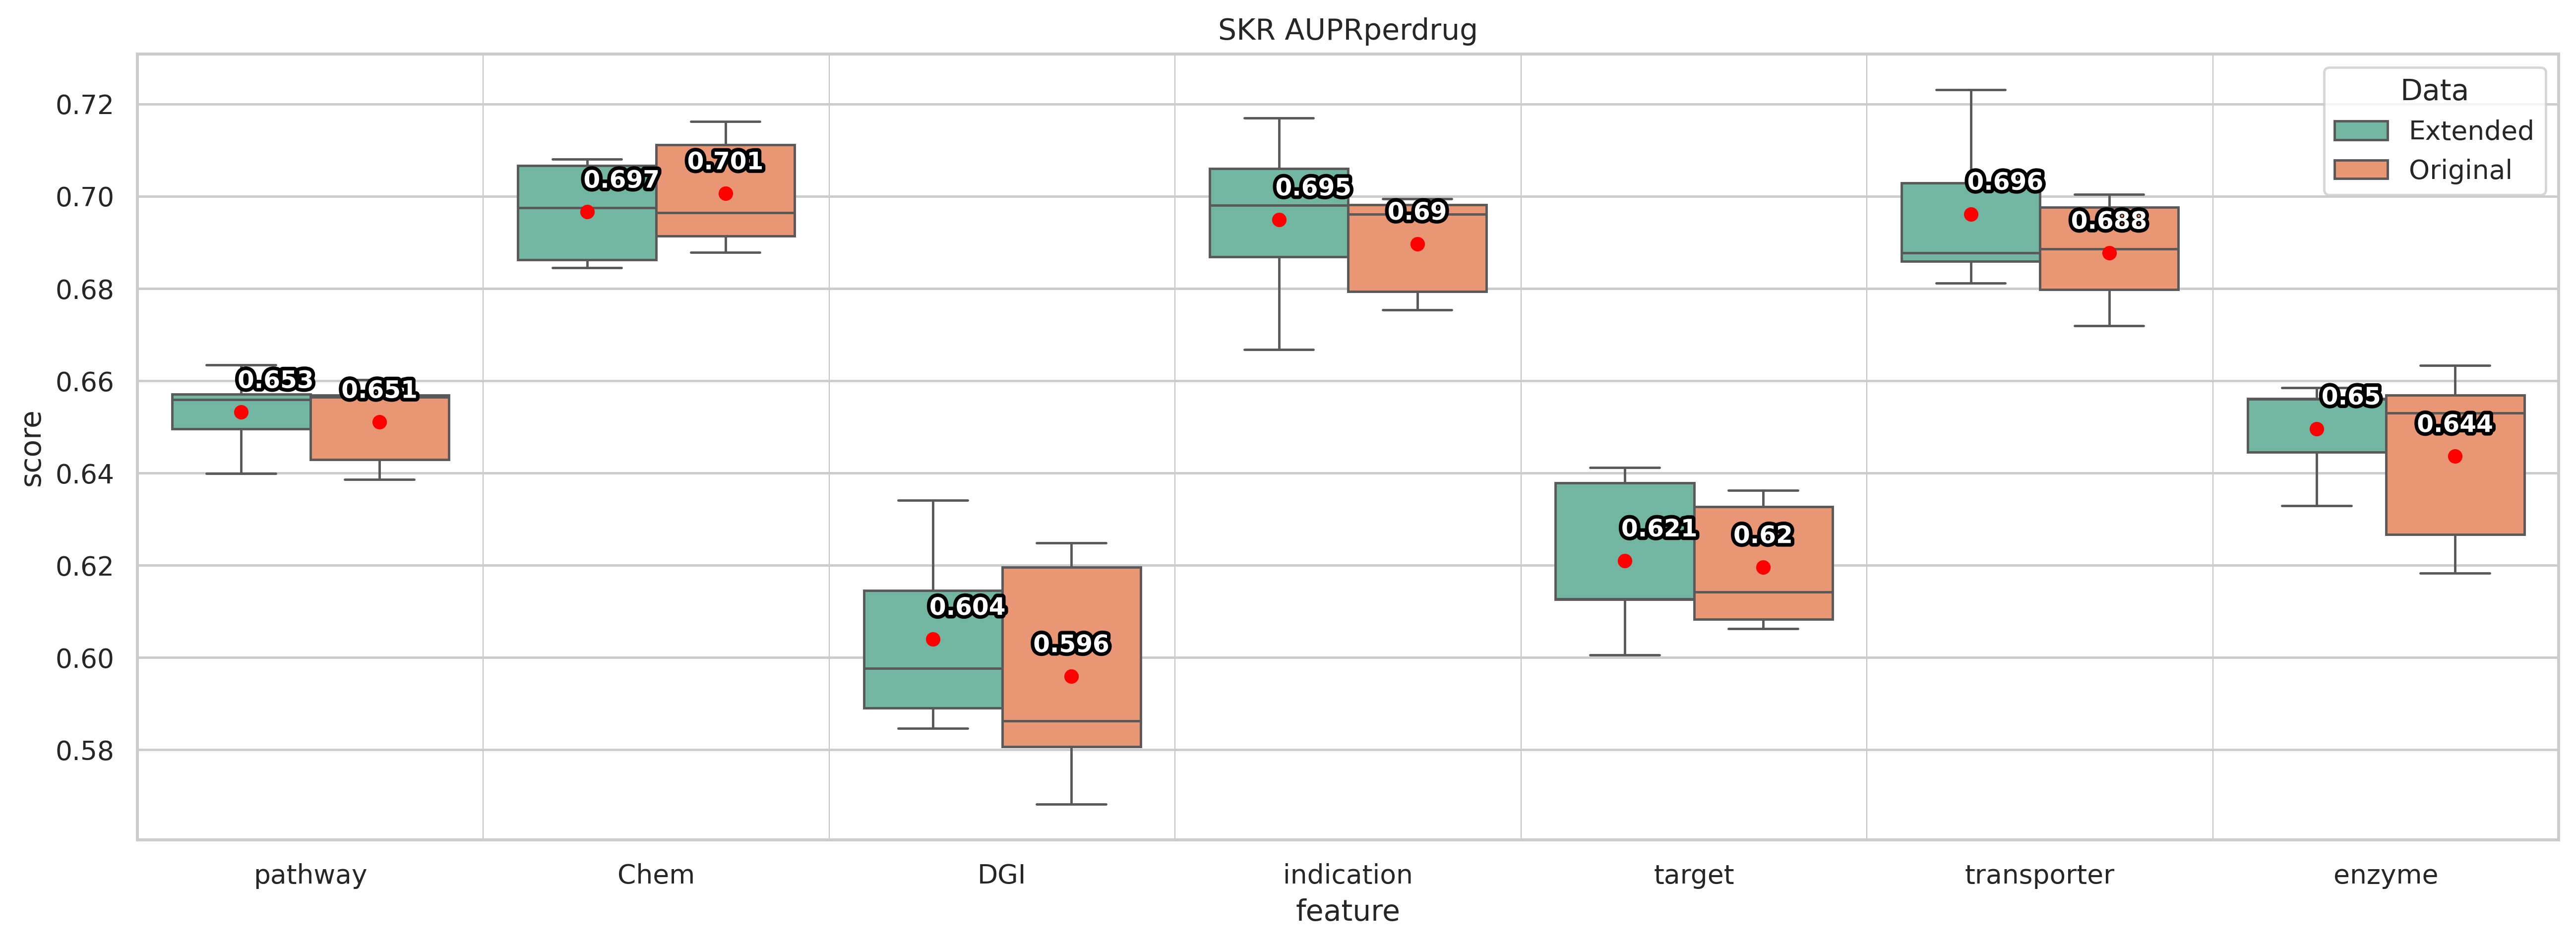 SKR AUPRperdrug
Data
Extended
Original
score
0.72
0.70
0.68
0.66
0.64
0.62
0.60
0.58
0.653
0.651
0.697
0.701
0.604
0.596
0.695
0.69
0.621
0.62
0.696
0.688
0.65
0.644
pathway
Chem
DGI
indication
target
transporter
enzyme
feature